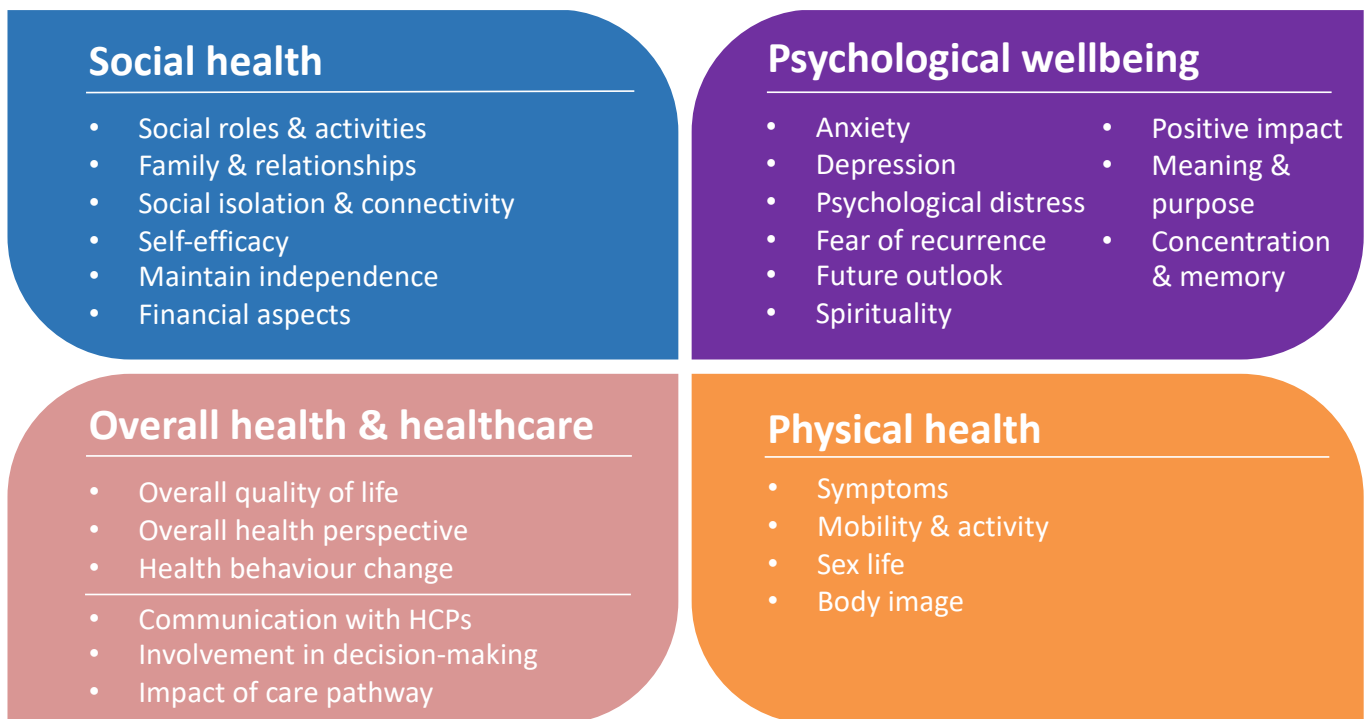 Social health
• Social roles & activities
• Family & relationships
• Social isolation & connectivity
• Self-efficacy
• Maintain independence
• Financial aspects
Psychological wellbeing
• Anxiety
• Depression
• Psychological distress
• Fear of recurrence
• Future outlook
• Spirituality
• Positive impact
• Meaning &
purpose
• Concentration
& memory
Overall health & healthcare
• Overall quality of life
• Overall health perspective
• Health behaviour change
• Communication with HCPs
• Involvement in decision-making
• Impact of care pathway
Physical health
• Symptoms
• Mobility & activity
• Sex life
• Body image